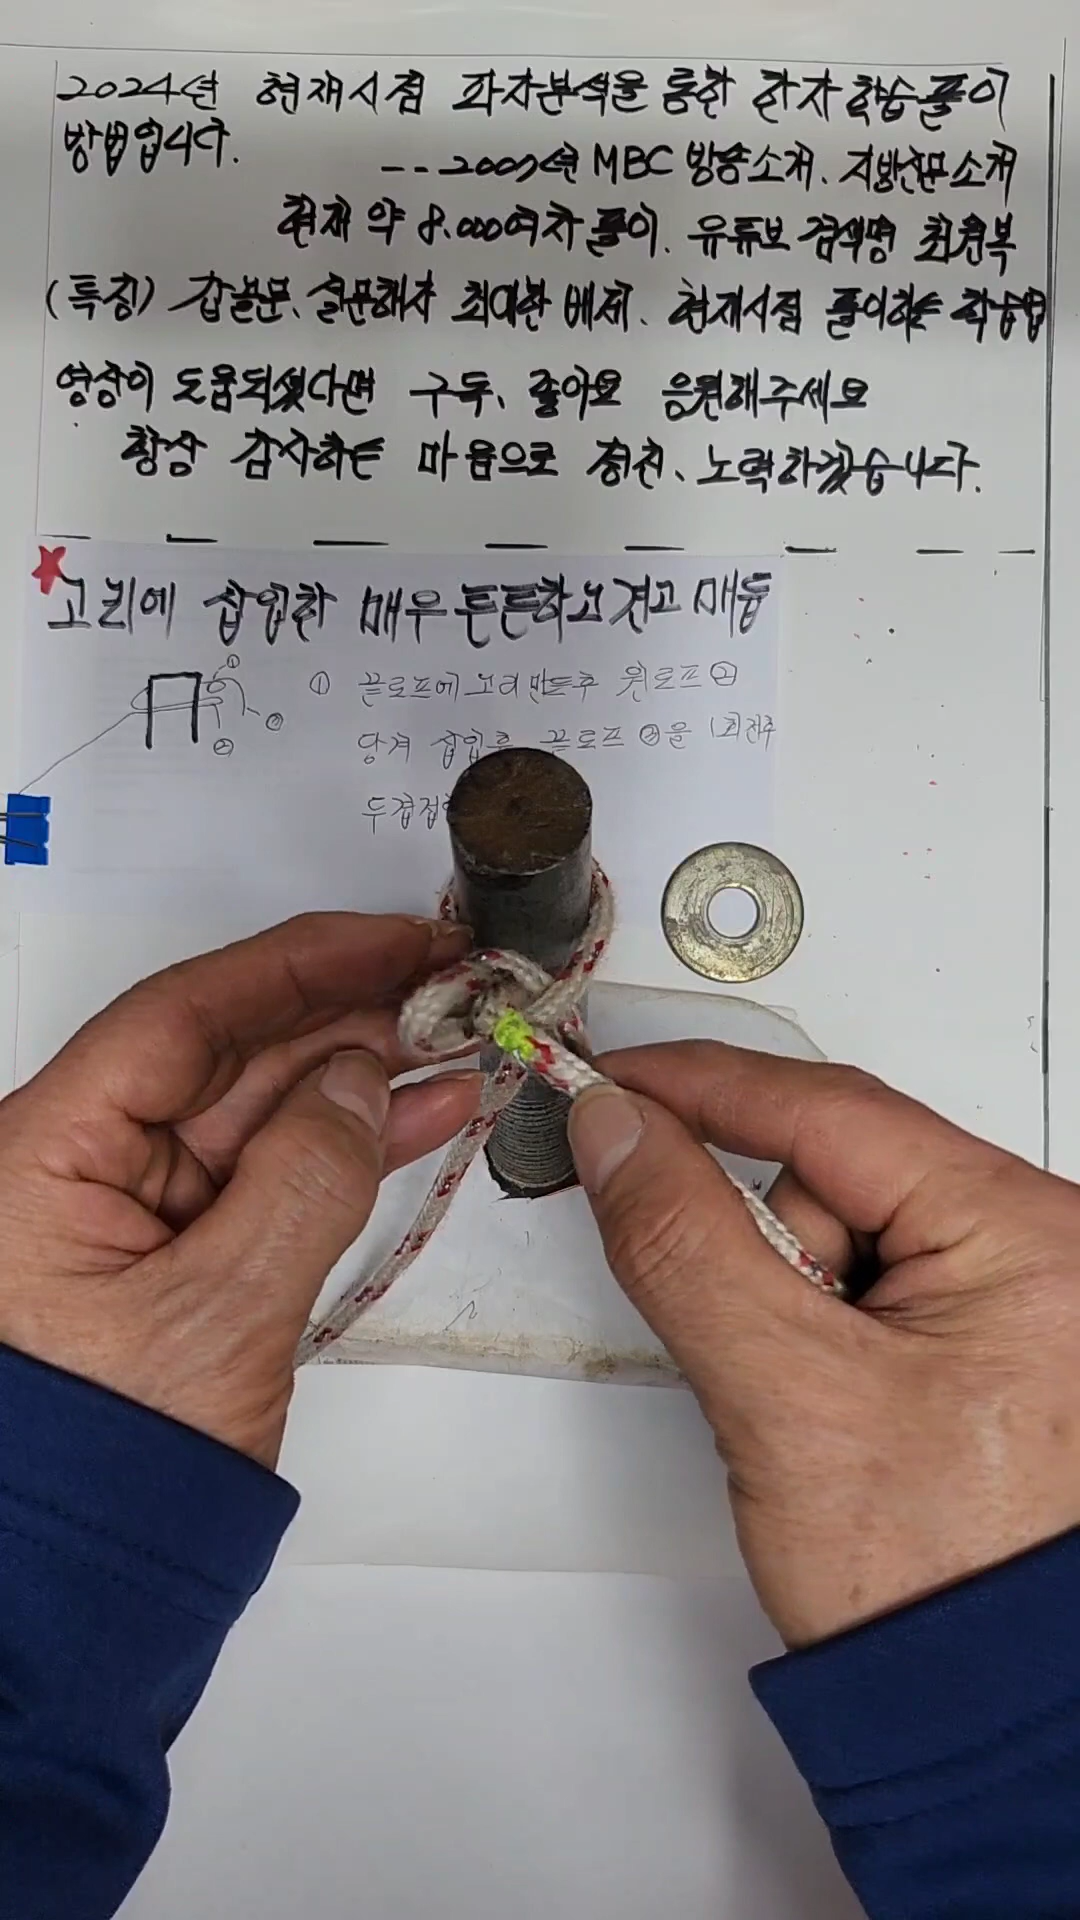 2024년 현재시점 파자분석을 통한 한자 학습풀이
방법입니다.
--- 2007년 MBC 방송소개. 지방신문소개
현재 약 8.000여자 풀이. 유튜브 검색명 최원복
(특징) 갑골문, 설문해자 최대한 배제. 현재시점 풀이하는 학습법
영상이 도움되셨다면 구독, 좋아요 응원해주세요
항상 감사하는 마음으로 정진, 노력하겠습니다.
고리에 삽입한 매우 튼튼하고 견고 매듭
① ① 끝로프에 고리만든후 원로프②
③
② 당겨 삽입후 끝로프 ③을 1회전후
두겹접